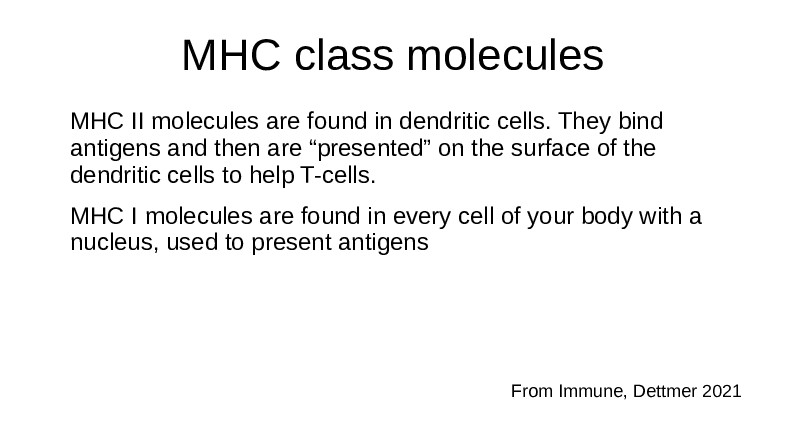 MHC class molecules
MHC II molecules are found in dendritic cells. They bind
antigens and then are “presented” on the surface of the
dendritic cells to help T-cells.
MHC I molecules are found in every cell of your body with a
nucleus, used to present antigens
From Immune, Dettmer 2021